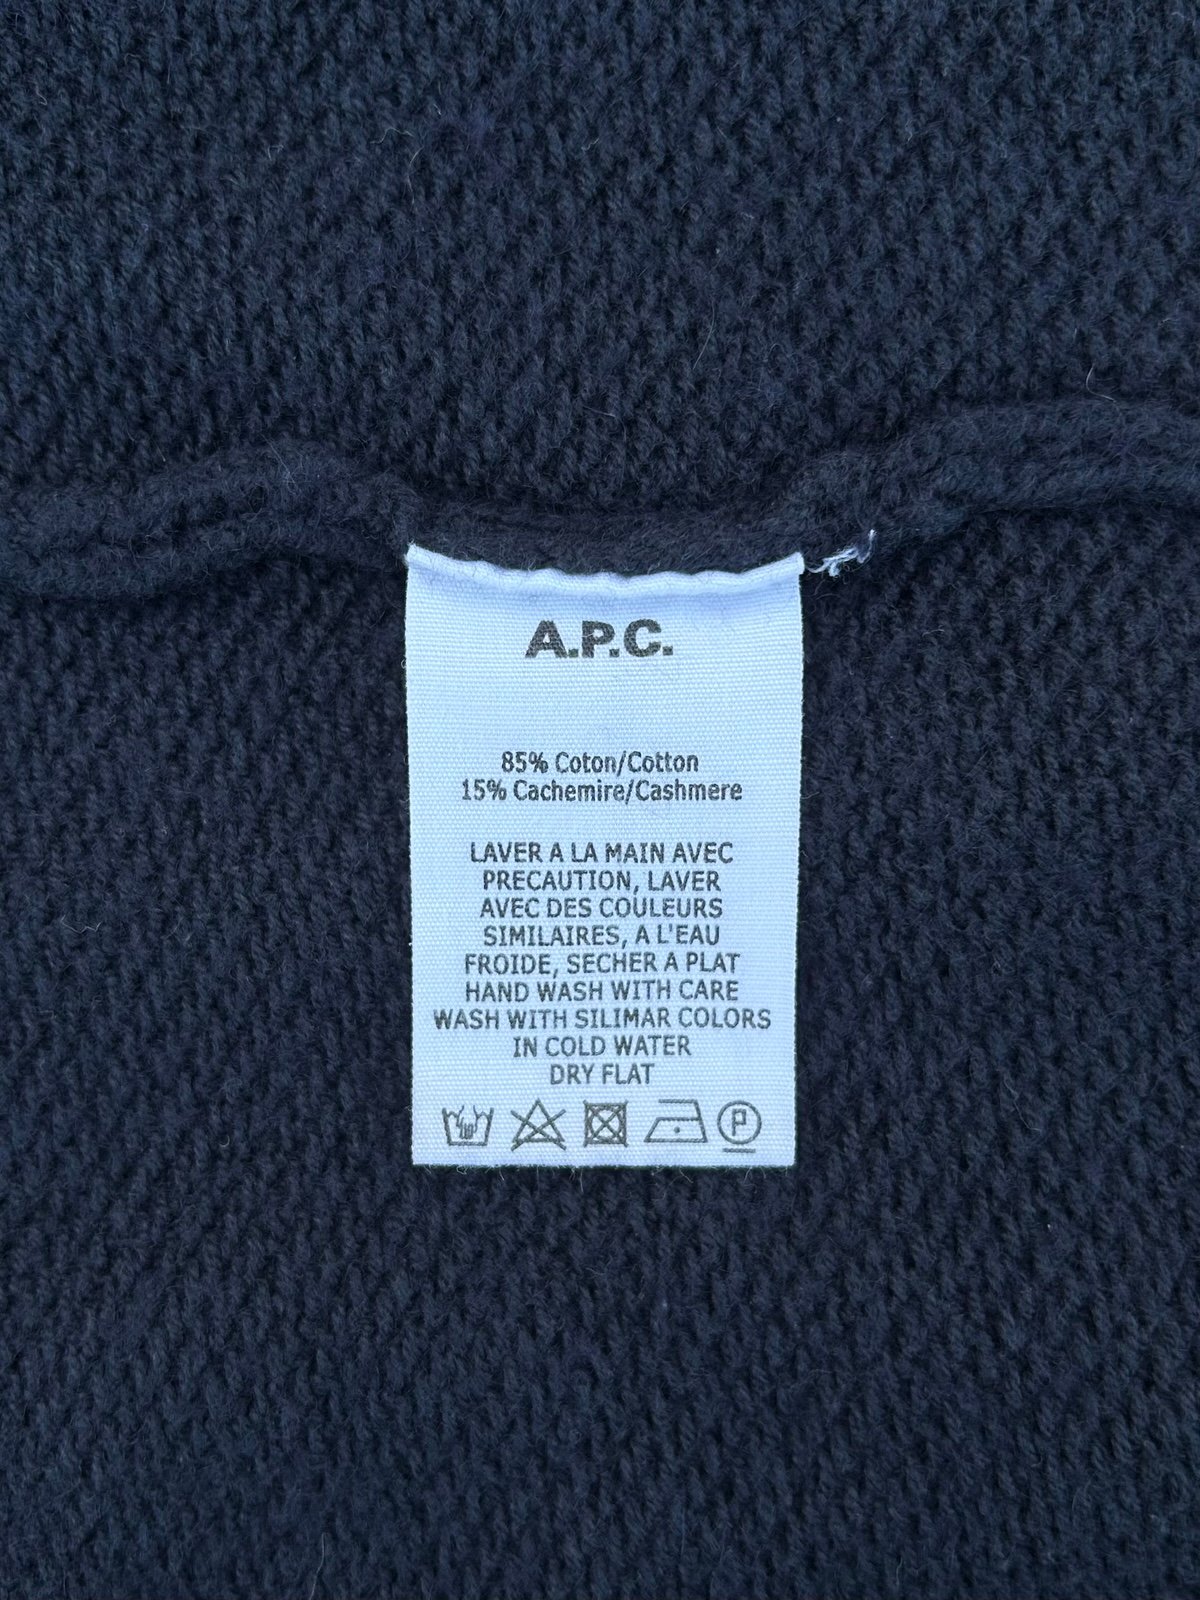 A.P.C.
85% Coton/Cotton
15% Cachemire/Cashmere
LAVER A LA MAIN AVEC
PRECAUTION, LAVER
AVEC DES COULEURS
SIMILAIRES, A L'EAU
FROIDE, SECHER A PLAT
HAND WASH WITH CARE
WASH WITH SILIMAR COLORS
IN COLD WATER
DRY FLAT
P